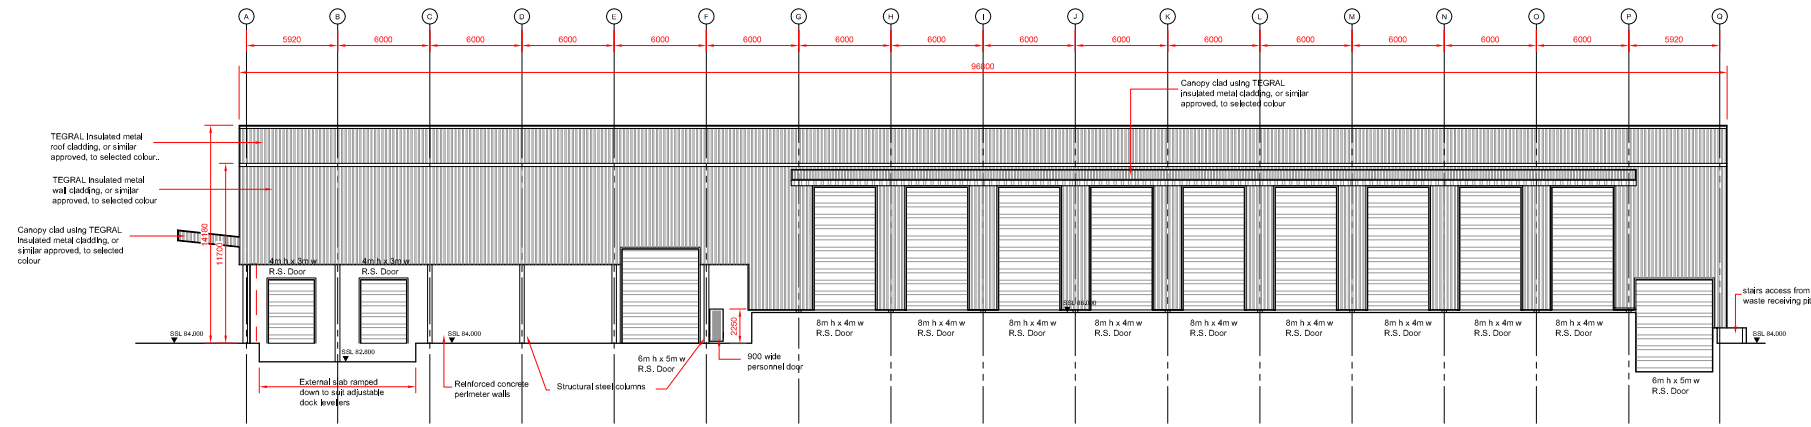 A B C D E F G H I J K L M N O P Q
5920 6000 6000 6000 6000 6000 6000 6000 6000 6000 6000 6000 6000 6000 6000 5920
96800
Canopy clad using TEGRAL
insulated metal cladding, or similar
approved, to selected colour
TEGRAL Insulated metal
roof cladding, or similar
approved, to selected colour..
TEGRAL Insulated metal
wall cladding, or similar
approved, to selected colour
Canopy clad using TEGRAL
Insulated metal cladding, or
similar approved, to selected
colour
14180
11700
4m h x 3m w
R.S. Door
4m h x 3m w
R.S. Door
SSL 84.000
SSL 82.800
SSL 84.000
External slab ramped
down to suit adjustable
dock levellers
Reinforced concrete
perimeter walls
Structural steel columns
6m h x 5m w
R.S. Door
2250
900 wide
personnel door
SSL 86.000
8m h x 4m w
R.S. Door
8m h x 4m w
R.S. Door
8m h x 4m w
R.S. Door
8m h x 4m w
R.S. Door
8m h x 4m w
R.S. Door
8m h x 4m w
R.S. Door
8m h x 4m w
R.S. Door
8m h x 4m w
R.S. Door
8m h x 4m w
R.S. Door
6m h x 5m w
R.S. Door
stairs access from
waste receiving pit
SSL 84.000